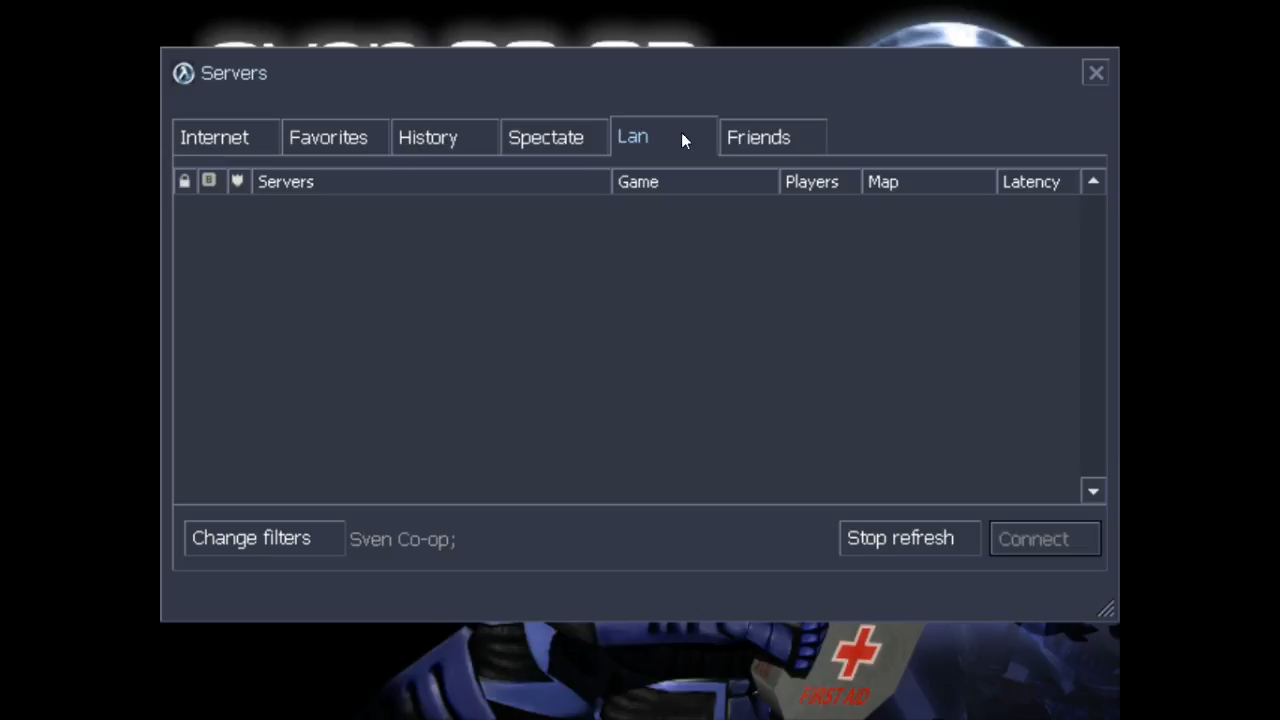 Servers
Internet Favorites History Spectate Lan Friends
Servers Game Players Map Latency
Change filters Sven Co-op; Stop refresh Connect
FIRST AID